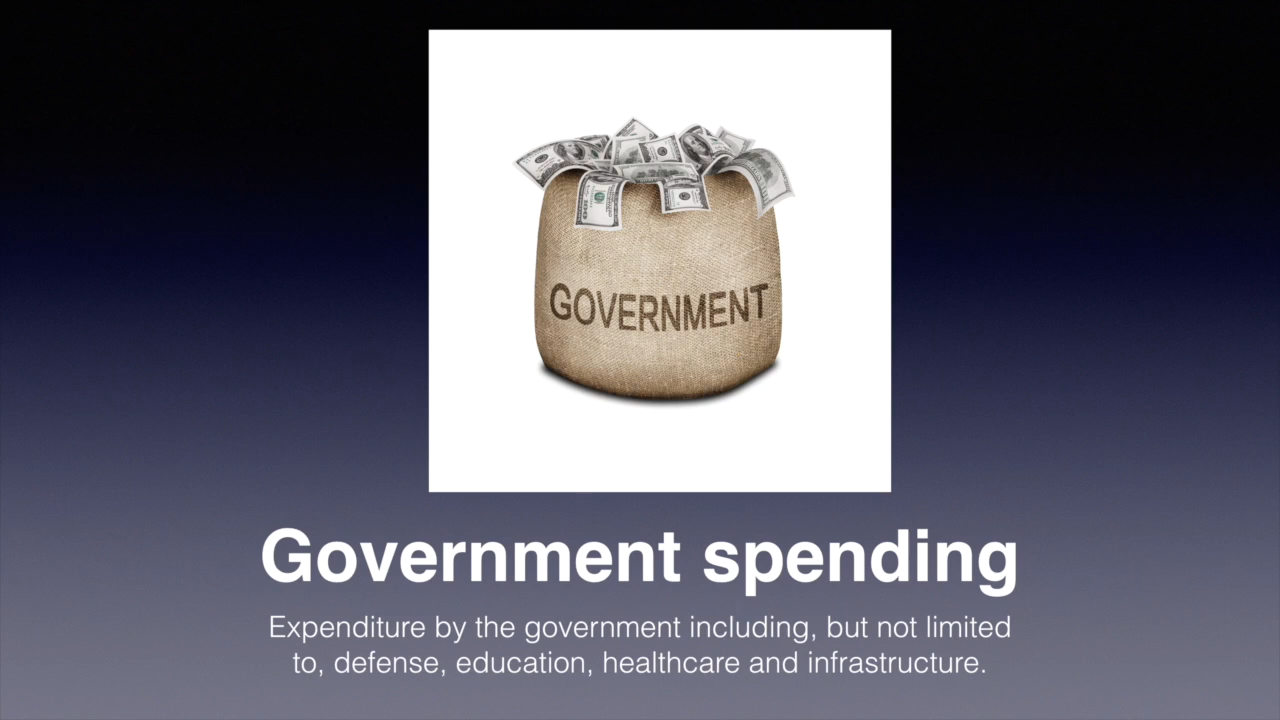 GOVERNMENT
Government spending
Expenditure by the government including, but not limited
to, defense, education, healthcare and infrastructure.